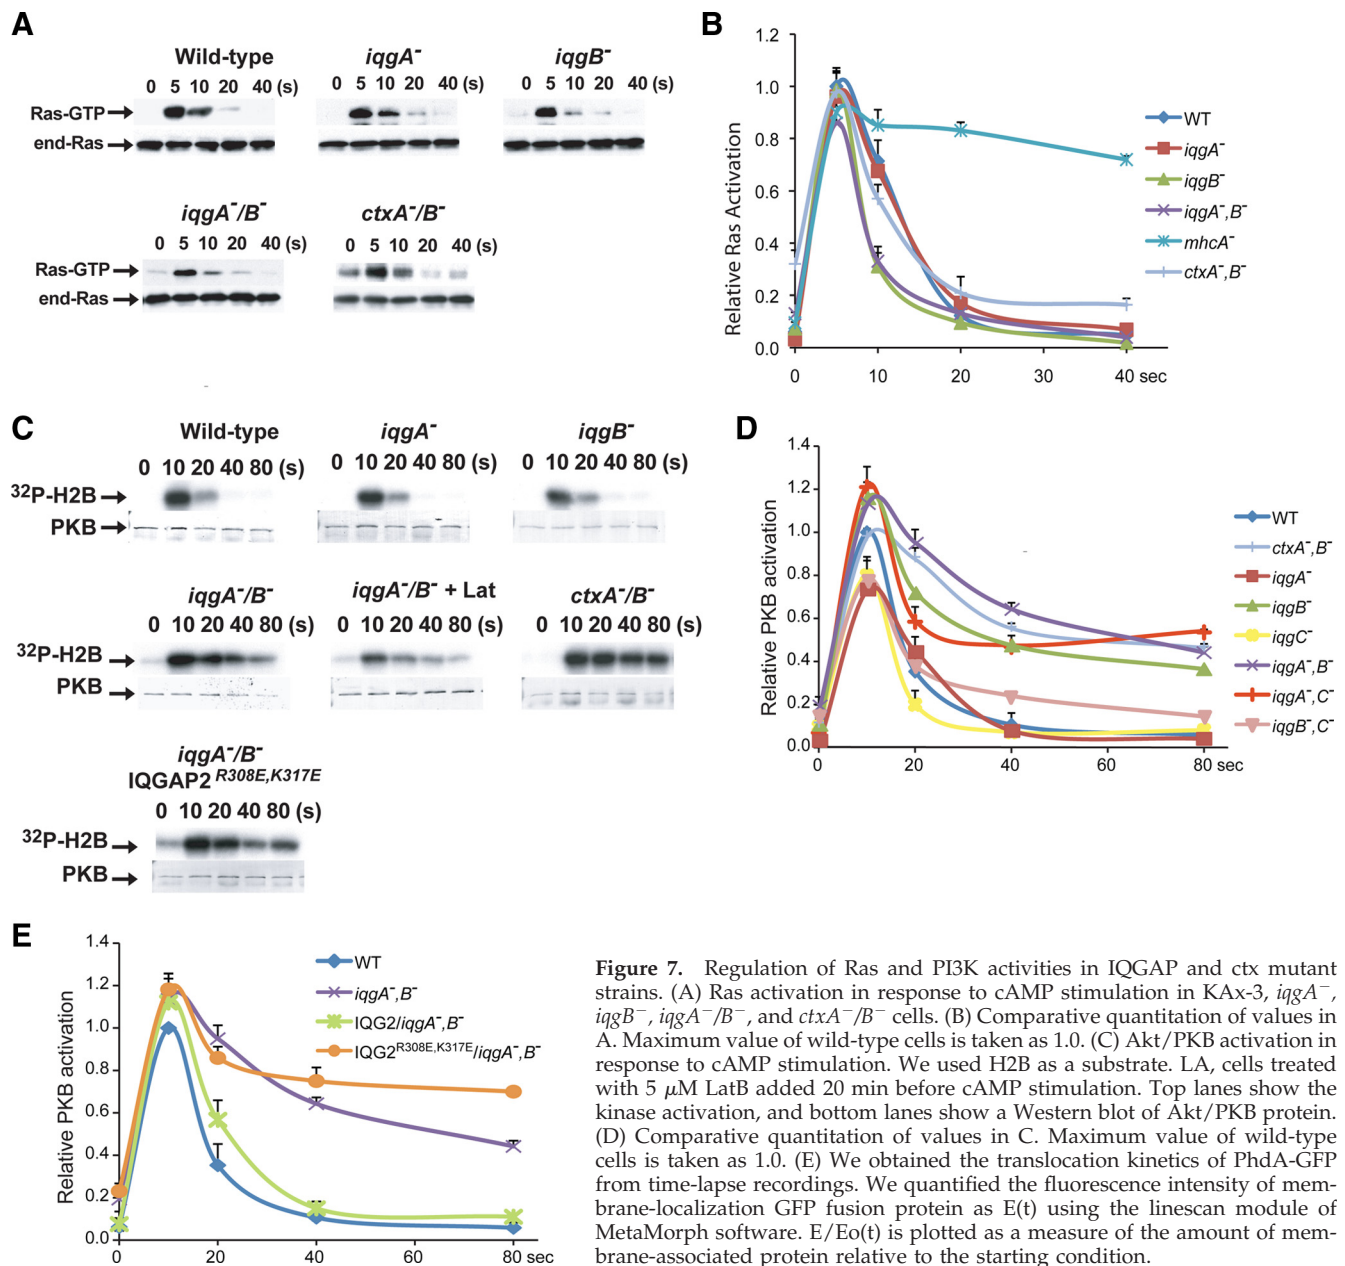 A
Wild-type
iqgA-
iqgB-
0 5 10 20 40 (s)
0 5 10 20 40 (s)
0 5 10 20 40 (s)
Ras-GTP
end-Ras
iqgA-/B-
ctxA-/B-
0 5 10 20 40 (s)
0 5 10 20 40 (s)
Ras-GTP
end-Ras
B
Relative Ras Activation
1.2
1.0
0.8
0.6
0.4
0.2
0.0
0 10 20 30 40 sec
WT
iqgA-
iqgB-
iqgA-,B-
mhcA-
ctxA-,B-
C
Wild-type
iqgA-
iqgB-
0 10 20 40 80 (s)
0 10 20 40 80 (s)
0 10 20 40 80 (s)
32P-H2B
PKB
iqgA-/B-
iqgA-/B- + Lat
ctxA-/B-
0 10 20 40 80 (s)
0 10 20 40 80 (s)
0 10 20 40 80 (s)
32P-H2B
PKB
iqgA-/B-
IQGAP2 R308E,K317E
0 10 20 40 80 (s)
32P-H2B
PKB
D
Relative PKB activation
1.4
1.2
1.0
0.8
0.6
0.4
0.2
0.0
0 20 40 60 80 sec
WT
ctxA-,B-
iqgA-
iqgB-
iqgC-
iqgA-,B-
iqgA-,C-
iqgB-,C-
E
Relative PKB activation
1.4
1.2
1.0
0.8
0.6
0.4
0.2
0.0
0 20 40 60 80 sec
WT
iqgA-,B-
IQG2/iqgA-,B-
IQG2R308E,K317E/iqgA-,B-
Figure 7. Regulation of Ras and PI3K activities in IQGAP and ctx mutant
strains. (A) Ras activation in response to cAMP stimulation in KAx-3, iqgA−,
iqgB−, iqgA−/B−, and ctxA−/B− cells. (B) Comparative quantitation of values in
A. Maximum value of wild-type cells is taken as 1.0. (C) Akt/PKB activation in
response to cAMP stimulation. We used H2B as a substrate. LA, cells treated
with 5 μM LatB added 20 min before cAMP stimulation. Top lanes show the
kinase activation, and bottom lanes show a Western blot of Akt/PKB protein.
(D) Comparative quantitation of values in C. Maximum value of wild-type
cells is taken as 1.0. (E) We obtained the translocation kinetics of PhdA-GFP
from time-lapse recordings. We quantified the fluorescence intensity of mem-
brane-localization GFP fusion protein as E(t) using the linescan module of
MetaMorph software. E/Eo(t) is plotted as a measure of the amount of mem-
brane-associated protein relative to the starting condition.